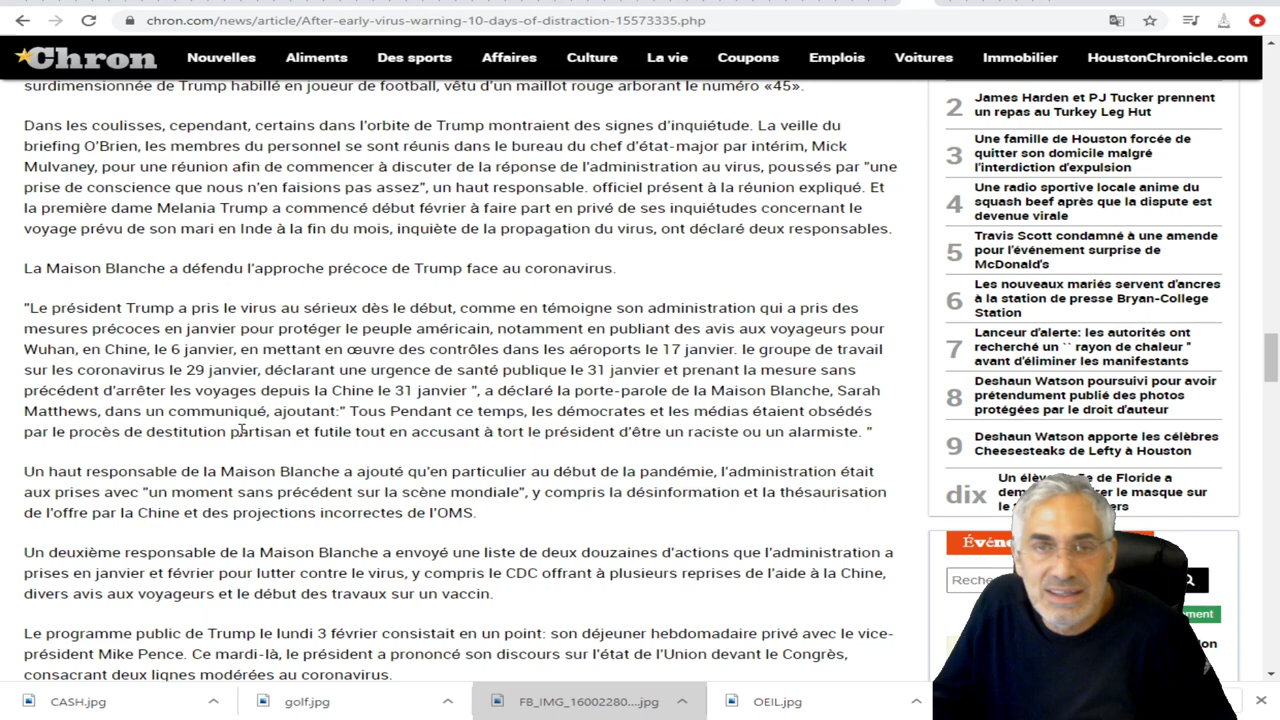 chron.com/news/article/After-early-virus-warning-10-days-of-distraction-15573335.php
Chron
Nouvelles
Aliments
Des sports
Affaires
Culture
La vie
Coupons
Emplois
Voitures
Immobilier
HoustonChronicle.com
surdimensionnée de Trump habillé en joueur de football, vêtu d'un maillot rouge arborant le numéro «45».
Dans les coulisses, cependant, certains dans l'orbite de Trump montraient des signes d'inquiétude. La veille du
briefing O'Brien, les membres du personnel se sont réunis dans le bureau du chef d'état-major par intérim, Mick
Mulvaney, pour une réunion afin de commencer à discuter de la réponse de l'administration au virus, poussés par "une
prise de conscience que nous n'en faisions pas assez", un haut responsable. officiel présent à la réunion expliqué. Et
la première dame Melania Trump a commencé début février à faire part en privé de ses inquiétudes concernant le
voyage prévu de son mari en Inde à la fin du mois, inquiète de la propagation du virus, ont déclaré deux responsables.
La Maison Blanche a défendu l'approche précoce de Trump face au coronavirus.
"Le président Trump a pris le virus au sérieux dès le début, comme en témoigne son administration qui a pris des
mesures précoces en janvier pour protéger le peuple américain, notamment en publiant des avis aux voyageurs pour
Wuhan, en Chine, le 6 janvier, en mettant en œuvre des contrôles dans les aéroports le 17 janvier. le groupe de travail
sur les coronavirus le 29 janvier, déclarant une urgence de santé publique le 31 janvier et prenant la mesure sans
précédent d'arrêter les voyages depuis la Chine le 31 janvier ", a déclaré la porte-parole de la Maison Blanche, Sarah
Matthews, dans un communiqué, ajoutant:" Tous Pendant ce temps, les démocrates et les médias étaient obsédés
par le procès de destitution partisan et futile tout en accusant à tort le président d'être un raciste ou un alarmiste. "
Un haut responsable de la Maison Blanche a ajouté qu'en particulier au début de la pandémie, l'administration était
aux prises avec "un moment sans précédent sur la scène mondiale", y compris la désinformation et la thésaurisation
de l'offre par la Chine et des projections incorrectes de l'OMS.
Un deuxième responsable de la Maison Blanche a envoyé une liste de deux douzaines d'actions que l'administration a
prises en janvier et février pour lutter contre le virus, y compris le CDC offrant à plusieurs reprises de l'aide à la Chine,
divers avis aux voyageurs et le début des travaux sur un vaccin.
Le programme public de Trump le lundi 3 février consistait en un point: son déjeuner hebdomadaire privé avec le vice-
président Mike Pence. Ce mardi-là, le président a prononcé son discours sur l'état de l'Union devant le Congrès,
consacrant deux lignes modérées au coronavirus.
2
James Harden et PJ Tucker prennent
un repas au Turkey Leg Hut
3
Une famille de Houston forcée de
quitter son domicile malgré
l'interdiction d'expulsion
4
Une radio sportive locale anime du
squash beef après que la dispute est
devenue virale
5
Travis Scott condamné à une amende
pour l'événement surprise de
McDonald's
6
Les nouveaux mariés servent d'ancres
à la station de presse Bryan-College
Station
7
Lanceur d'alerte: les autorités ont
recherché un `` rayon de chaleur ''
avant d'éliminer les manifestants
8
Deshaun Watson poursuivi pour avoir
prétendument publié des photos
protégées par le droit d'auteur
9
Deshaun Watson apporte les célèbres
Cheesesteaks de Lefty à Houston
dix
Un de Floride a
le masque sur
CASH.jpg
golf.jpg
FB_IMG_16002280....jpg
OEIL.jpg